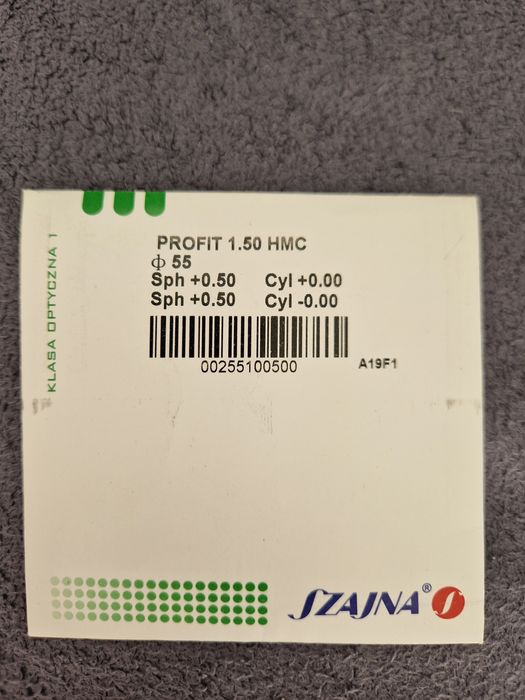 KLASA OPTYCZNA 1
PROFIT 1.50 HMC
ф 55
Sph +0.50 Cyl +0.00
Sph +0.50 Cyl -0.00
00255100500
A19F1
SZAJNA®